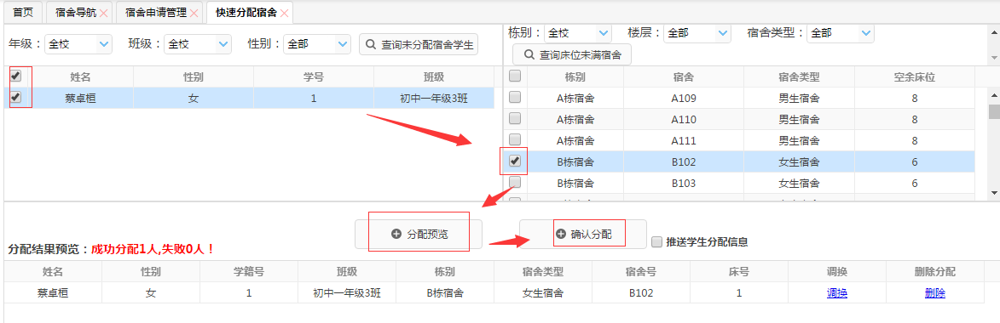 首页 宿舍导航 宿舍申请管理 快速分配宿舍
年级： 全校 班级： 全校 性别： 全部 查询未分配宿舍学生
姓名 性别 学号 班级
蔡卓桓 女 1 初中一年级3班
栋别： 全校 楼层： 全部 宿舍类型： 全部
查询床位未满宿舍
栋别 宿舍 宿舍类型 空余床位
A栋宿舍 A109 男生宿舍 8
A栋宿舍 A110 男生宿舍 8
A栋宿舍 A111 男生宿舍 8
B栋宿舍 B102 女生宿舍 6
B栋宿舍 B103 女生宿舍 6
分配预览 确认分配 推送学生分配信息
分配结果预览：成功分配1人,失败0人！
姓名 性别 学籍号 班级 栋别 宿舍类型 宿舍号 床号 调换 删除分配
蔡卓桓 女 1 初中一年级3班 B栋宿舍 女生宿舍 B102 1 调换 删除